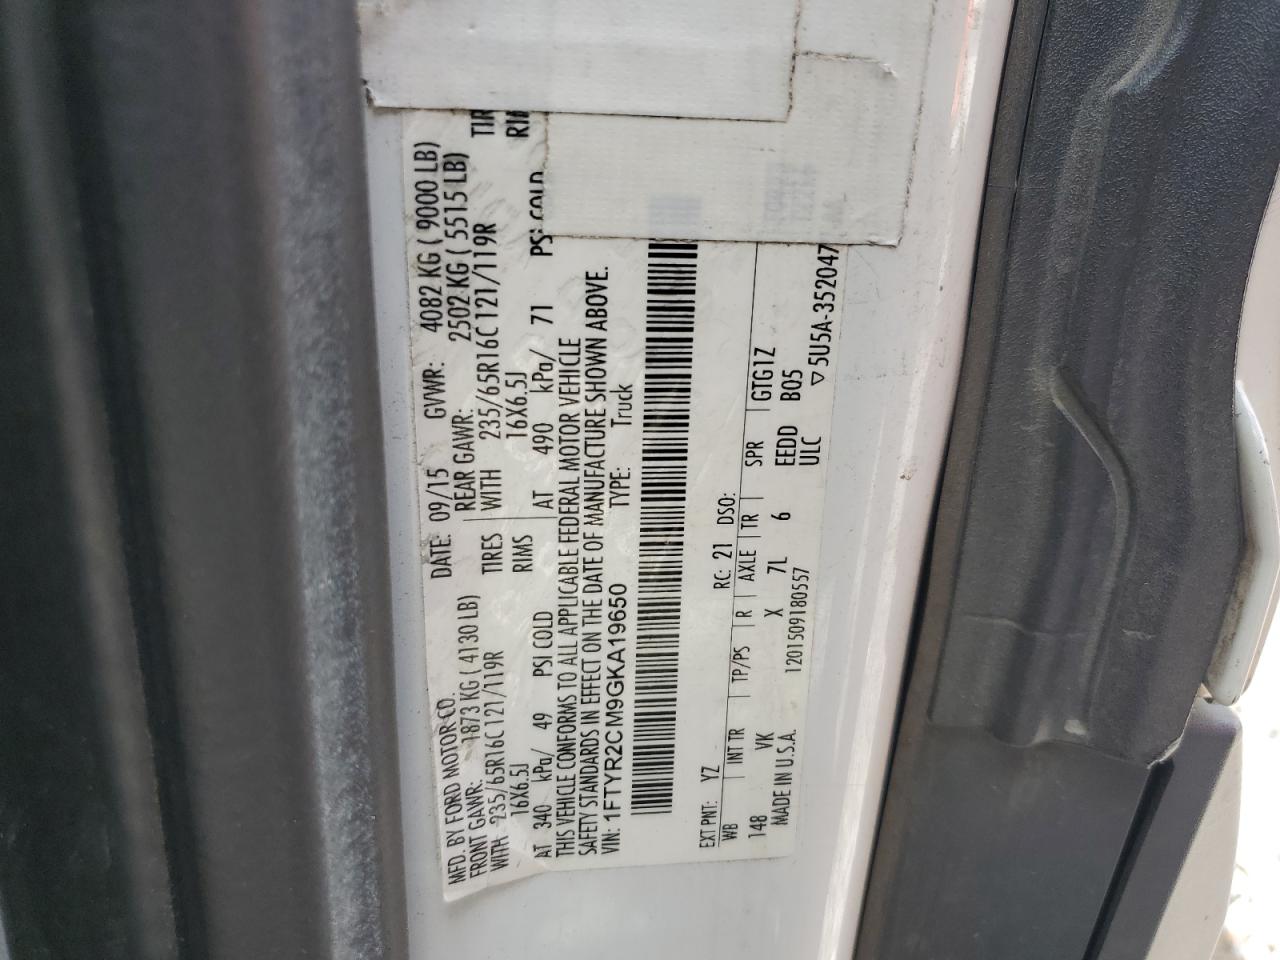 MFD. BY FORD MOTOR CO. DATE: 09/15 GVWR: 4082 KG ( 9000 LB)
FRONT GAWR: 1873 KG ( 4130 LB) REAR GAWR: 2502 KG ( 5515 LB)
WITH 235/65R16C 121/119R TIRES WITH 235/65R16C 121/119R TIR
16X6.5J RIMS 16X6.5J RIM
AT 340 kPa/ 49 PSI COLD AT 490 kPa/ 71 PSI COLD
THIS VEHICLE CONFORMS TO ALL APPLICABLE FEDERAL MOTOR VEHICLE
SAFETY STANDARDS IN EFFECT ON THE DATE OF MANUFACTURE SHOWN ABOVE.
VIN: 1FTYR2CM9GKA19650 TYPE: Truck
EXT PNT: YZ RC: 21 DSO:
WB INT TR TP/PS R AXLE TR SPR GTG1Z
148 VK X 7L 6 EEDD B05
MADE IN U.S.A. 1201509180557 ULC
▽5U5A-352047